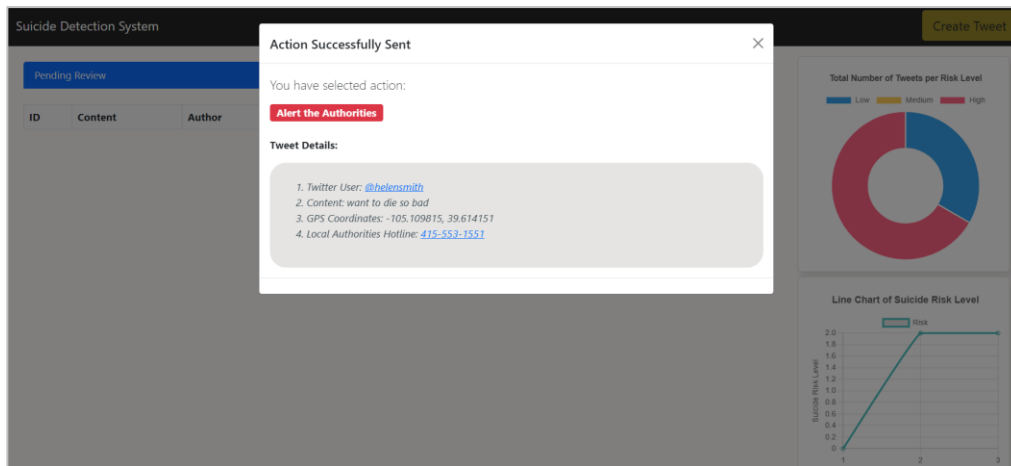 Suicide Detection System
Create Tweet
Action Successfully Sent
You have selected action:
Alert the Authorities
Tweet Details:
1. Twitter User: @helensmith
2. Content: want to die so bad
3. GPS Coordinates: -105.109815, 39.614151
4. Local Authorities Hotline: 415-553-1551
Pending Review
ID Content Author
Total Number of Tweets per Risk Level
Low Medium High
Line Chart of Suicide Risk Level
Risk
Suicide Risk Level
2.0
1.8
1.6
1.4
1.2
1.0
0.8
0.6
0.4
0.2
0
1 2 3